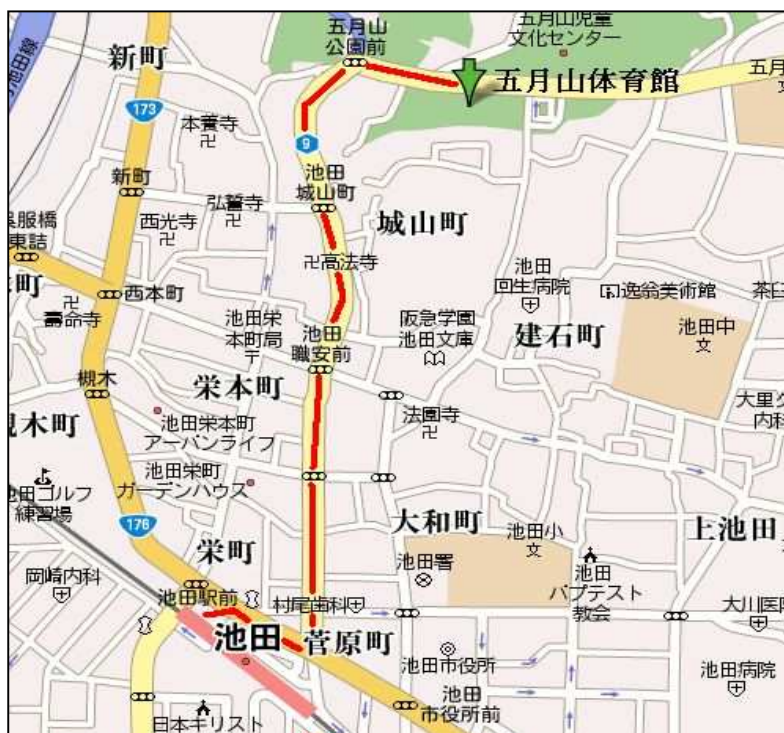 五月山児童
文化センター
五月山
公園前
新町
五月山体育館
五月
173
本養寺
9
池田
城山町
新町
弘誓寺
西光寺
呉服橋
東詰
城山町
高法寺
池田
回生病院
逸翁美術館
西本町
壽命寺
池田栄
本町局
池田
職安前
阪急学園
池田文庫
建石町
池田中
槻木
栄本町
法園寺
池田栄本町
アーバンライフ
池田栄町
ガーデンハウス
池田ゴルフ
練習場
176
大和町
池田小
上池田
栄町
池田署
池田
バプテスト
教会
岡崎内科
池田駅前
村尾歯科
大川医院
池田
菅原町
池田市役所
池田病院
池田
市役所前
日本キリスト